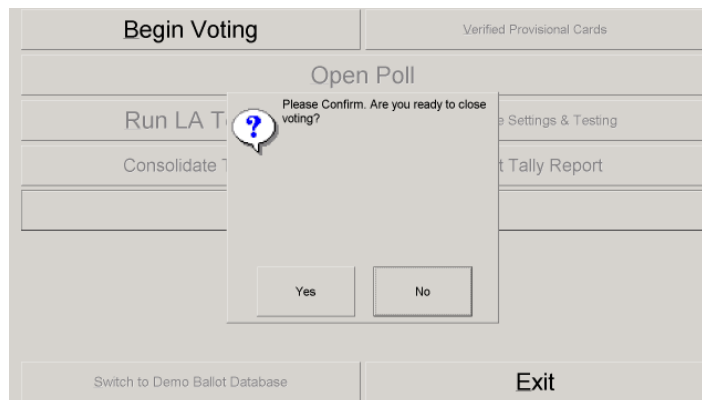 Begin Voting
Verified Provisional Cards
Open Poll
Run LA
Please Confirm. Are you ready to close
voting?
Settings & Testing
Consolidate
Tally Report
Yes
No
Switch to Demo Ballot Database
Exit